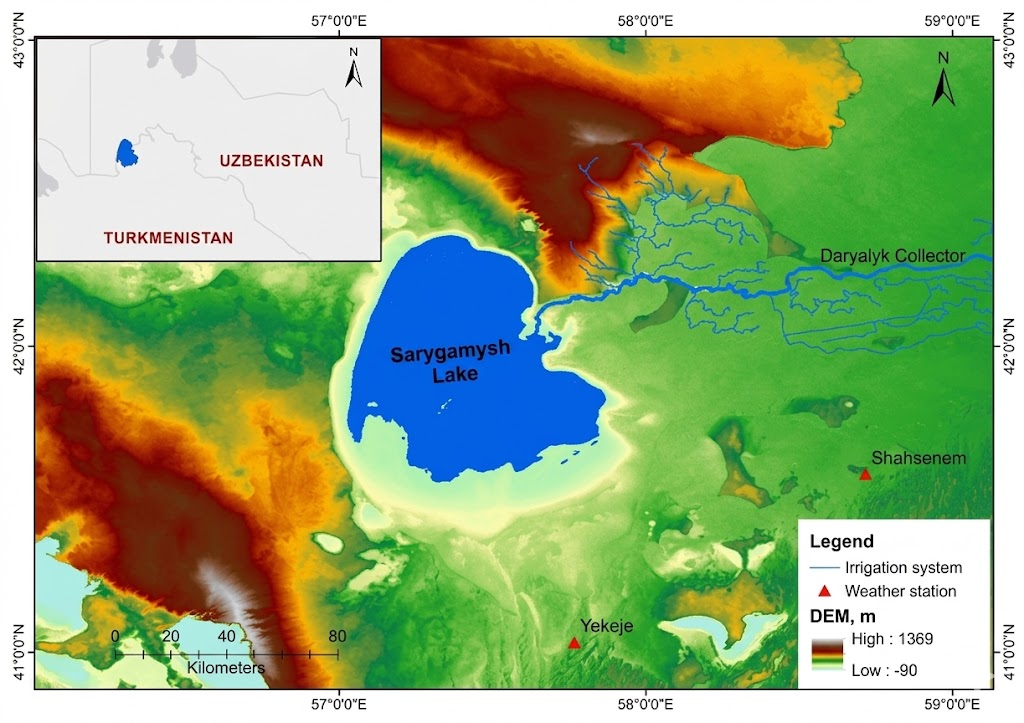 57°0'0"E 58°0'0"E 59°0'0"E
43°0'0"N
43°0'0"N
N
N
UZBEKISTAN
TURKMENISTAN
Daryalyk Collector
42°0'0"N
42°0'0"N
Sarygamysh
Lake
Shahsenem
Legend
Irrigation system
Weather station
DEM, m
High : 1369
Low : -90
Yekeje
0 20 40 80
Kilometers
41°0'0"N
41°0'0"N
57°0'0"E 58°0'0"E 59°0'0"E